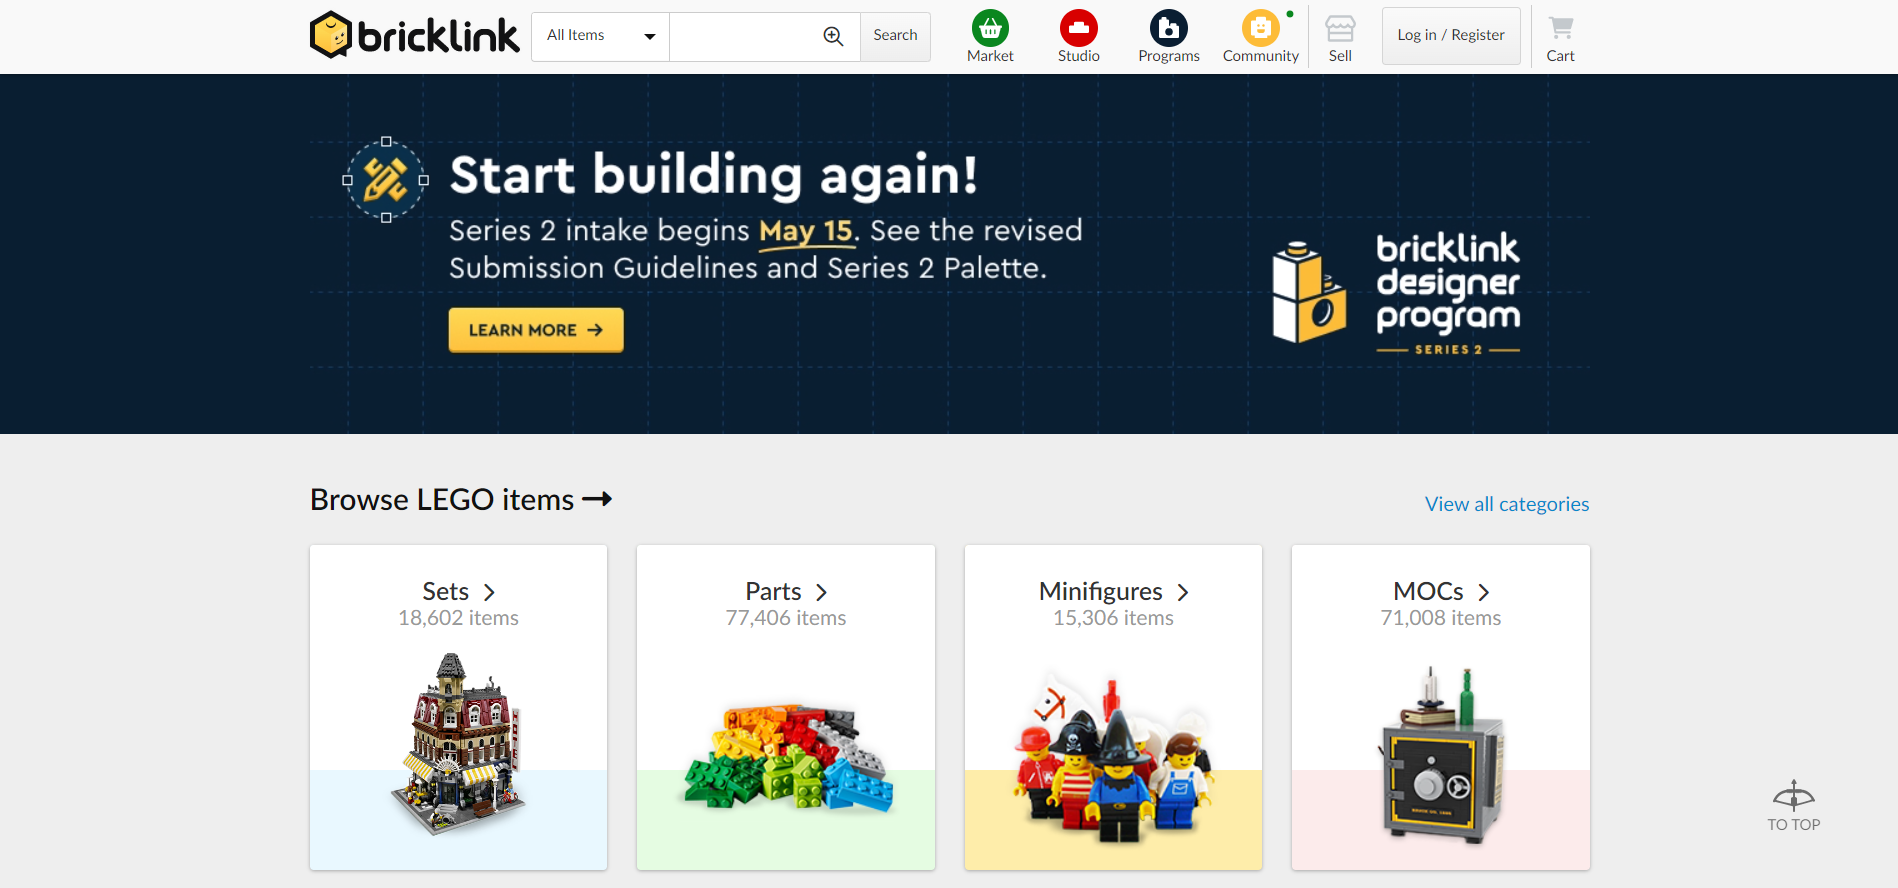 bricklink
All Items
Search
Market
Studio
Programs
Community
Sell
Log in / Register
Cart
Start building again!
Series 2 intake begins May 15. See the revised
Submission Guidelines and Series 2 Palette.
LEARN MORE →
bricklink
designer
program
SERIES 2
Browse LEGO items
View all categories
Sets
18,602 items
Parts
77,406 items
Minifigures
15,306 items
MOCs
71,008 items
TO TOP